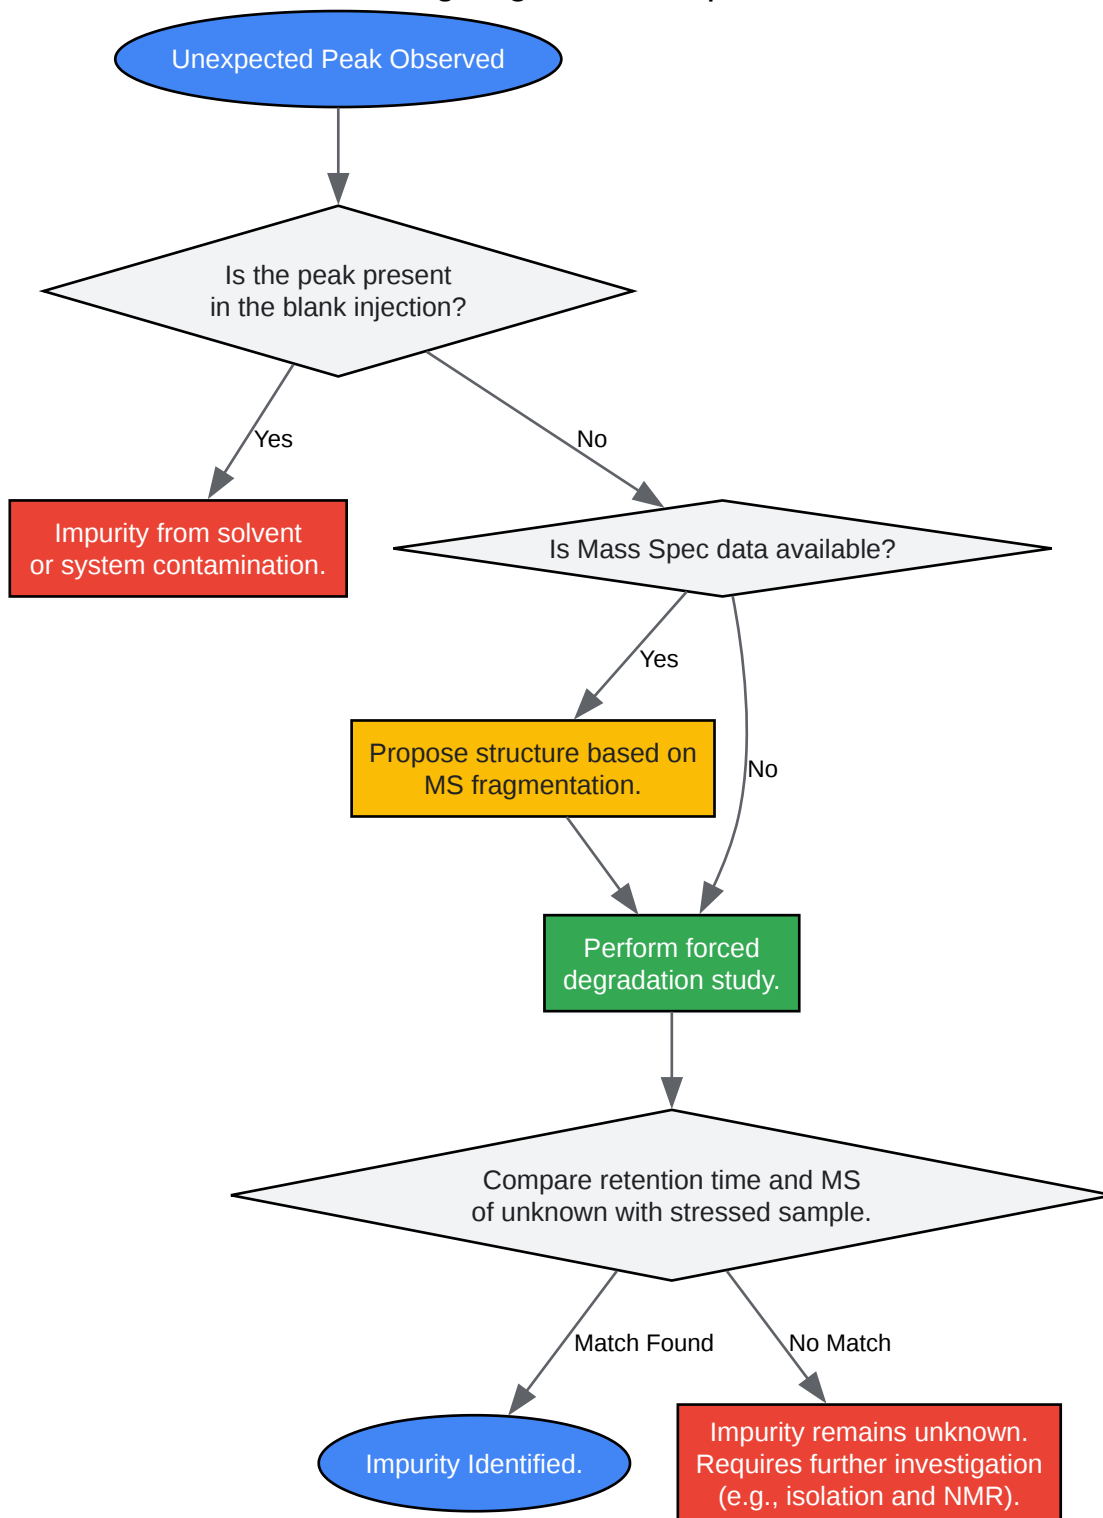 Unexpected Peak Observed
Is the peak present
in the blank injection?
Yes
No
Impurity from solvent
or system contamination.
Is Mass Spec data available?
Yes
Propose structure based on
MS fragmentation.
No
Perform forced
degradation study.
Compare retention time and MS
of unknown with stressed sample.
Match Found
No Match
Impurity Identified.
Impurity remains unknown.
Requires further investigation
(e.g., isolation and NMR).